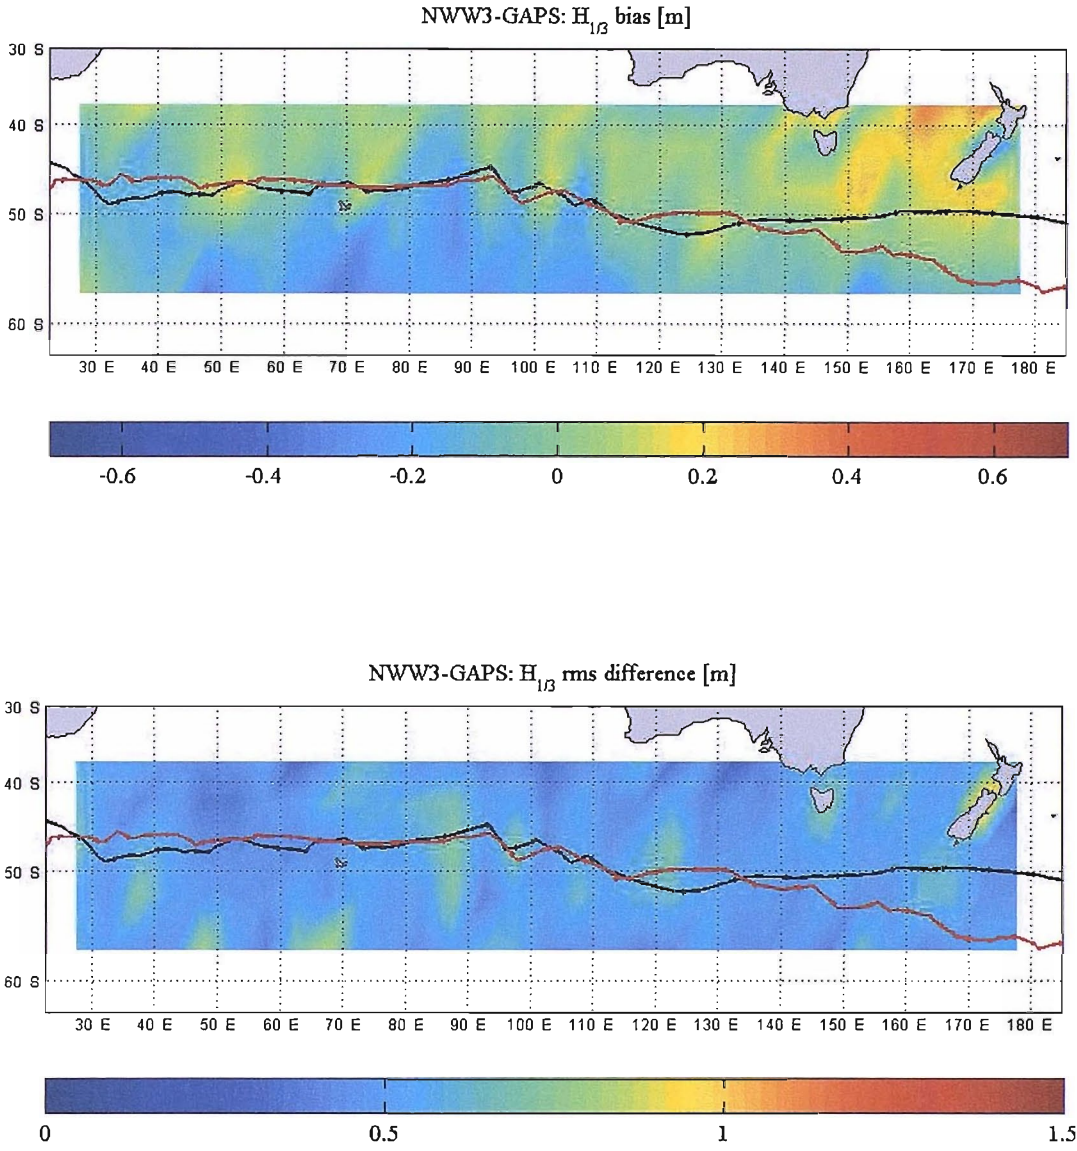 NWW3-GAPS: H1/3 bias [m]
30 S
40 S
50 S
60 S
30 E 40 E 50 E 60 E 70 E 80 E 90 E 100 E 110 E 120 E 130 E 140 E 150 E 160 E 170 E 180 E
-0.6 -0.4 -0.2 0 0.2 0.4 0.6
NWW3-GAPS: H1/3 rms difference [m]
30 S
40 S
50 S
60 S
30 E 40 E 50 E 60 E 70 E 80 E 90 E 100 E 110 E 120 E 130 E 140 E 150 E 160 E 170 E 180 E
0 0.5 1 1.5